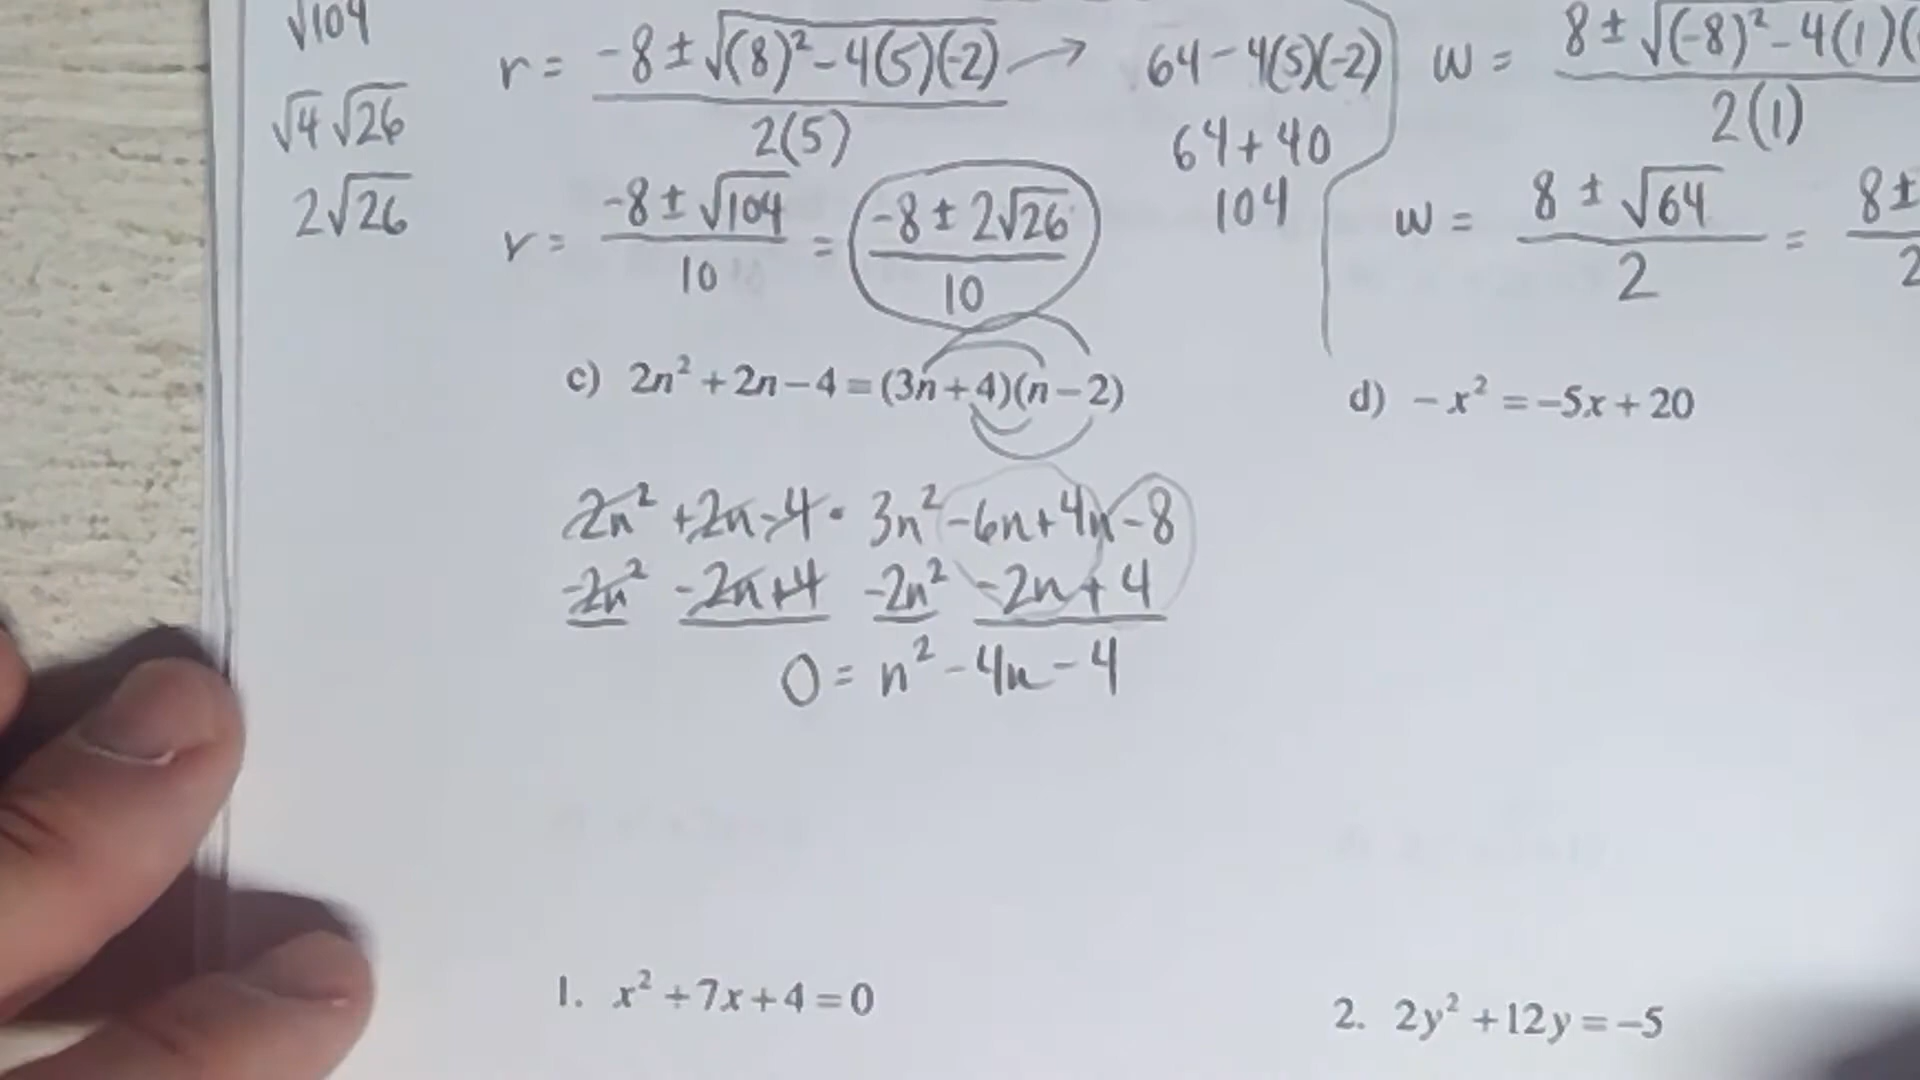 √104
√4 √26
2√26
r = (-8 ± √((8)² - 4(5)(-2))) / 2(5) → 64 - 4(5)(-2)
64 + 40
104
r = (-8 ± √104) / 10 = (-8 ± 2√26) / 10
w = 8 ± √((-8)² - 4(1)( / 2(1)
w = (8 ± √64) / 2 = 8 ± / 2
c) 2n² + 2n − 4 = (3n + 4)(n − 2)
2n² + 2n - 4 = 3n² - 6n + 4n - 8
-2n² - 2n + 4 -2n² - 2n + 4
0 = n² - 4n - 4
d) − x² = −5x + 20
1. x² + 7x + 4 = 0
2. 2y² + 12y = −5